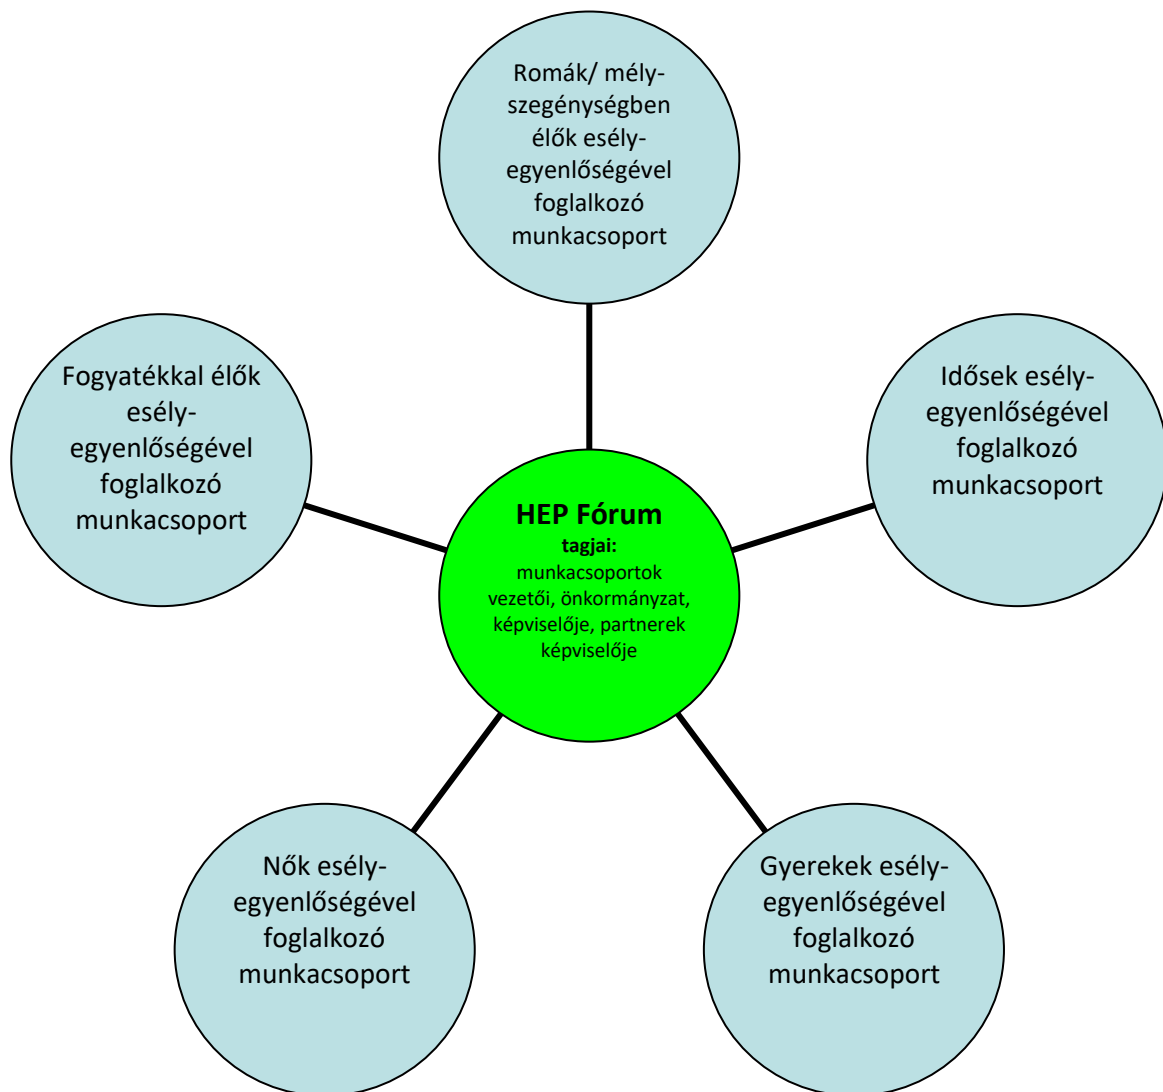 Romák/ mély-
szegénységben
élők esély-
egyenlőségével
foglalkozó
munkacsoport
Fogyatékkal élők
esély-
egyenlőségével
foglalkozó
munkacsoport
Idősek esély-
egyenlőségével
foglalkozó
munkacsoport
HEP Fórum
tagjai:
munkacsoportok
vezetői, önkormányzat,
képviselője, partnerek
képviselője
Nők esély-
egyenlőségével
foglalkozó
munkacsoport
Gyerekek esély-
egyenlőségével
foglalkozó
munkacsoport